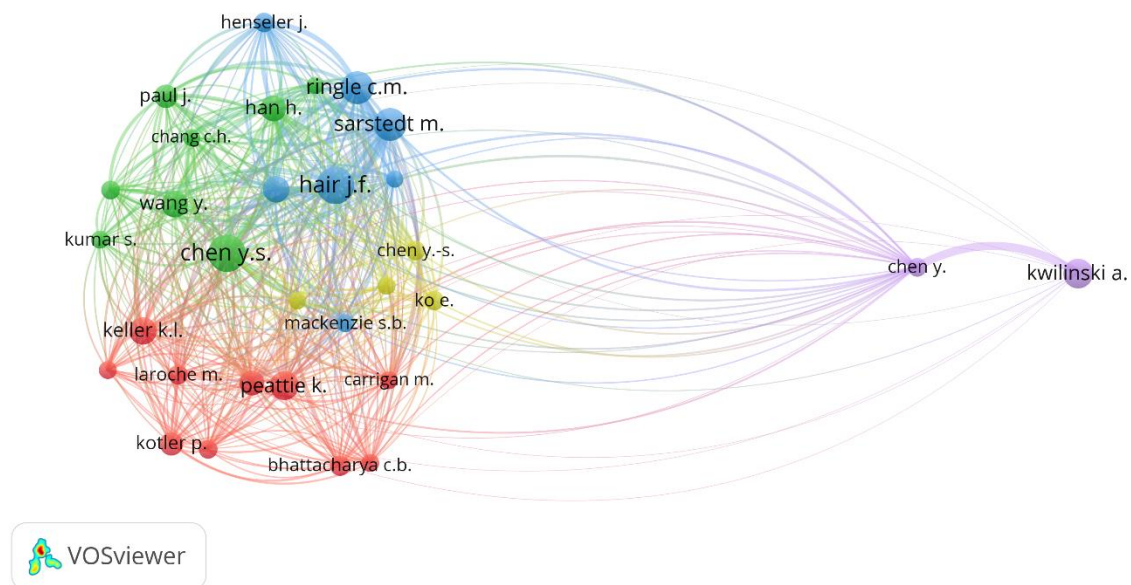 henseler j.
ringle c.m.
paul j.
han h.
sarstedt m.
chang c.h.
hair j.f.
wang y.
kumar s.
chen y.s.
chen y.-s.
chen y.
kwilinski a.
ko e.
mackenzie s.b.
keller k.l.
laroche m.
carrigan m.
peattie k.
kotler p.
bhattacharya c.b.
VOSviewer